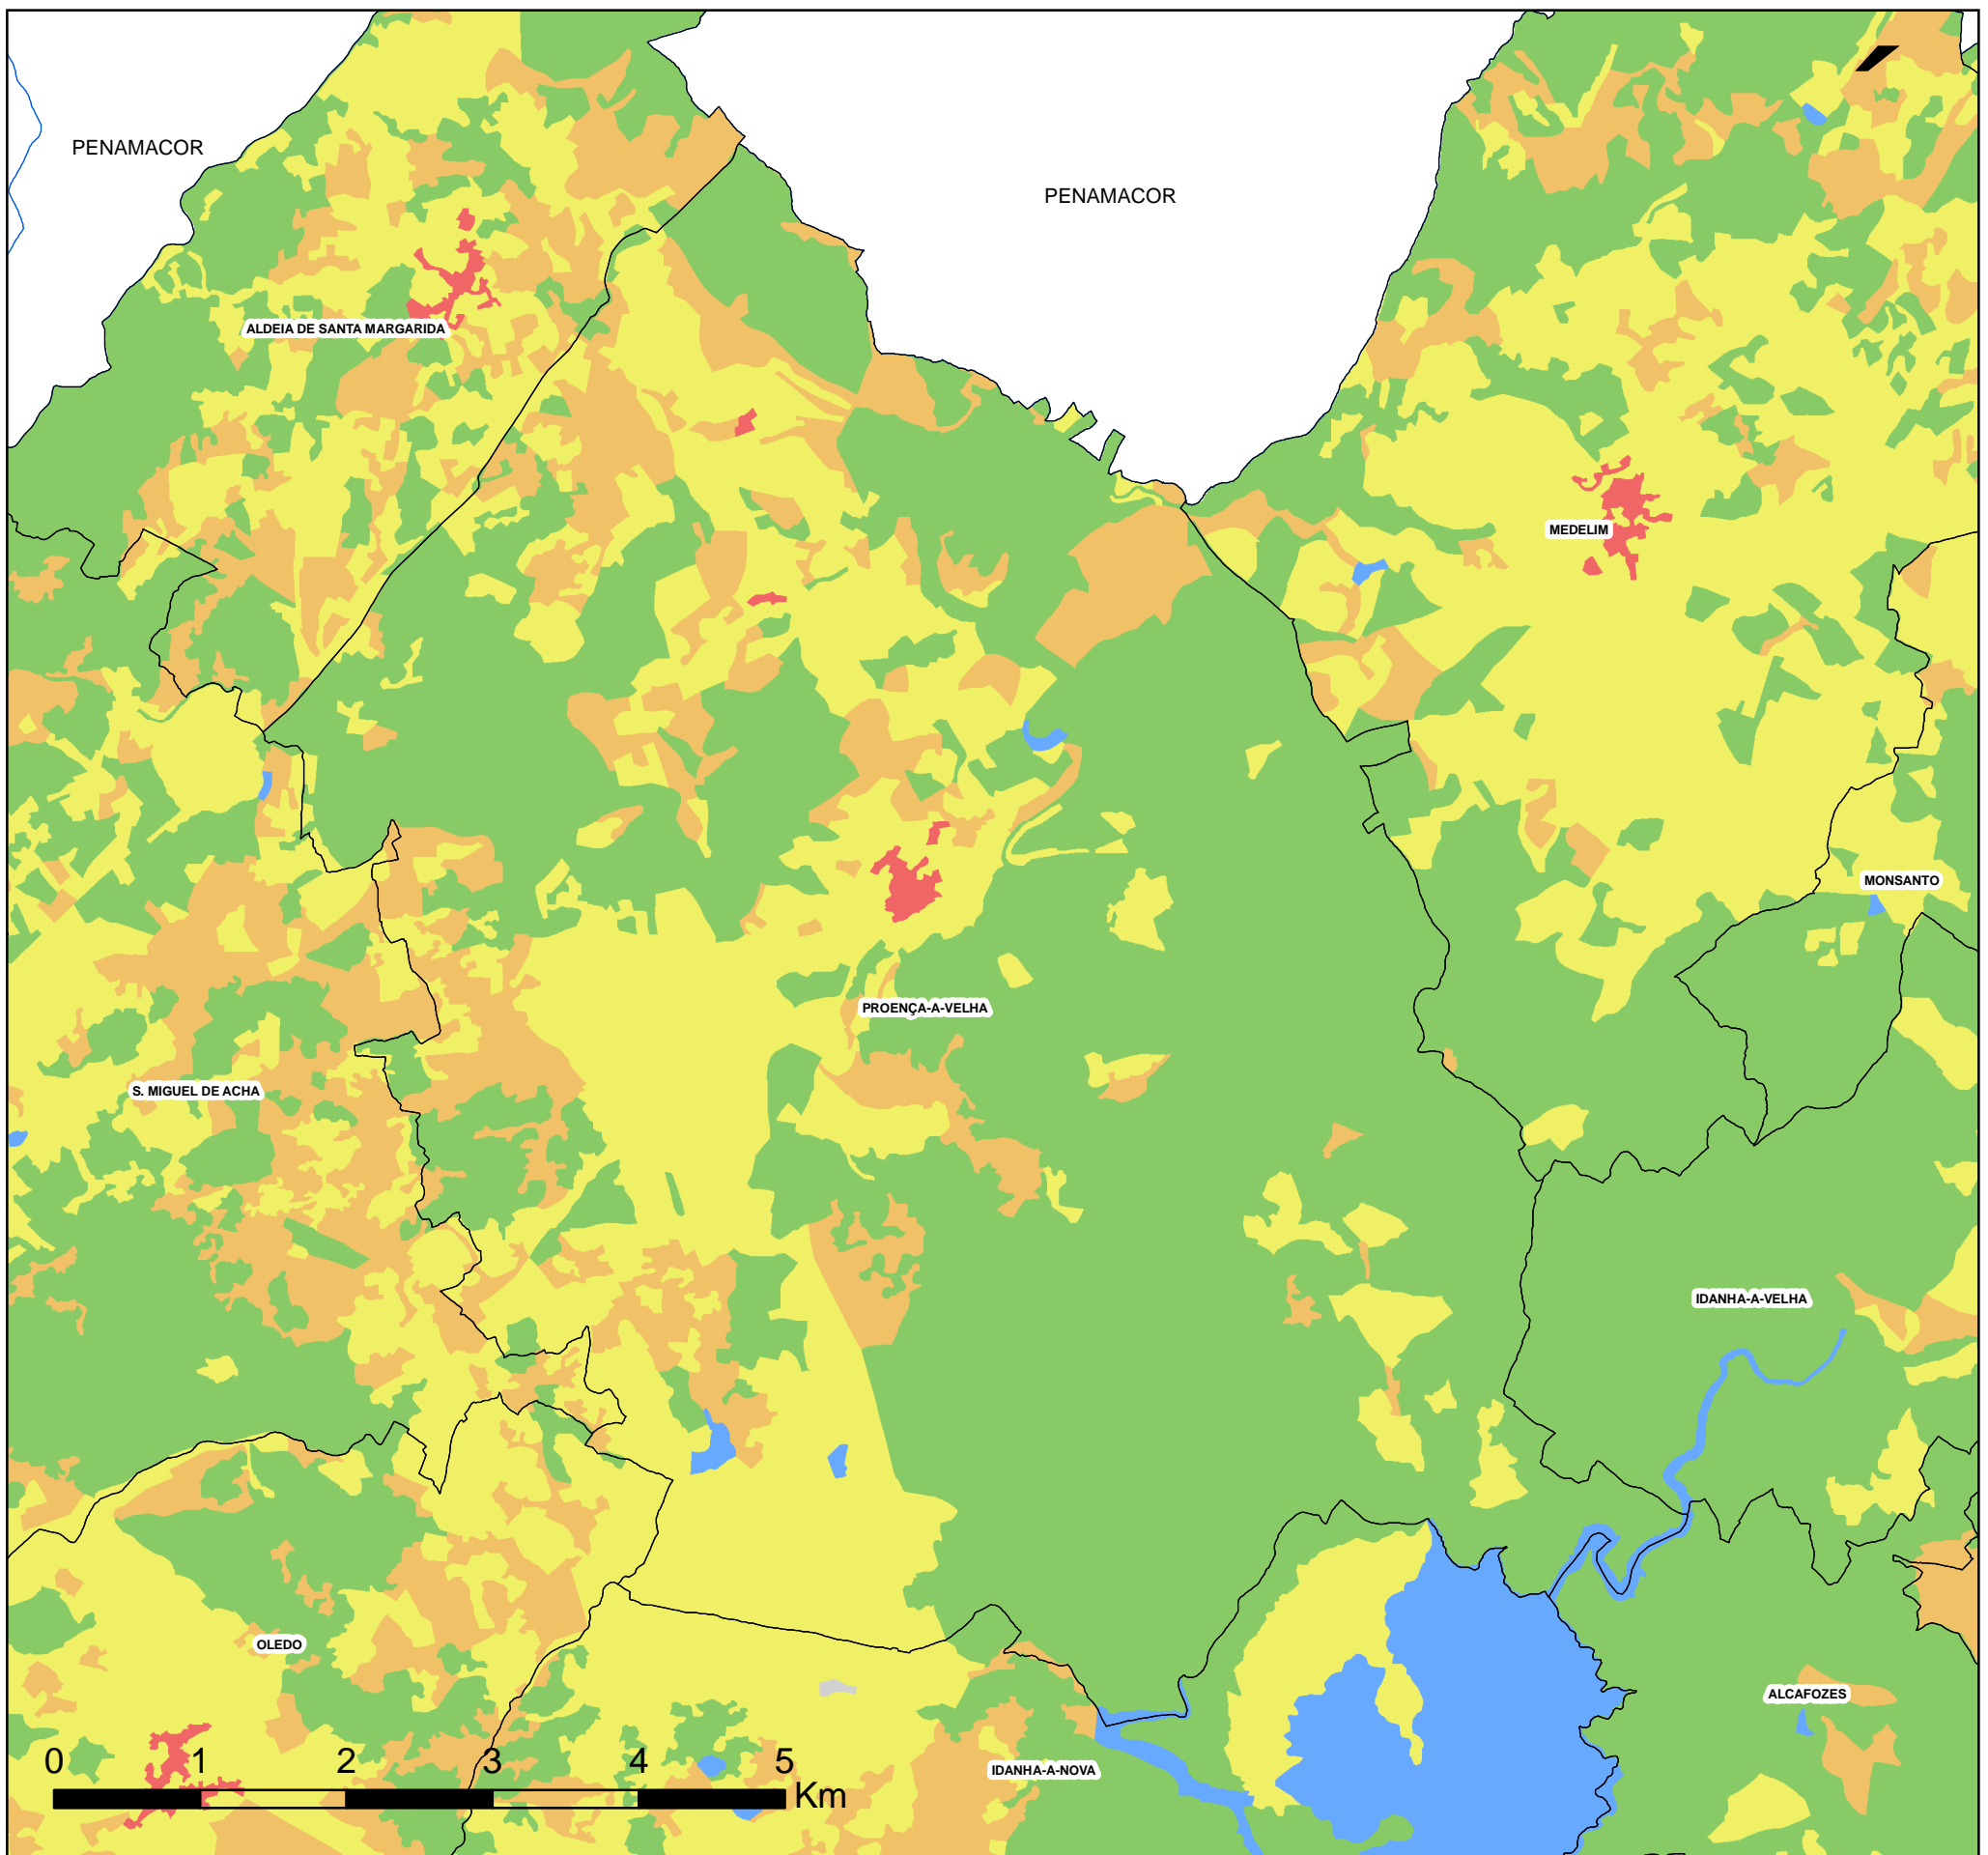 PENAMACOR
PENAMACOR
ALDEIA DE SANTA MARGARIDA
MEDELIM
MONSANTO
PROENÇA-A-VELHA
S. MIGUEL DE ACHA
IDANHA-A-VELHA
OLEDO
ALCAFOZES
IDANHA-A-NOVA
0 1 2 3 4 5
Km